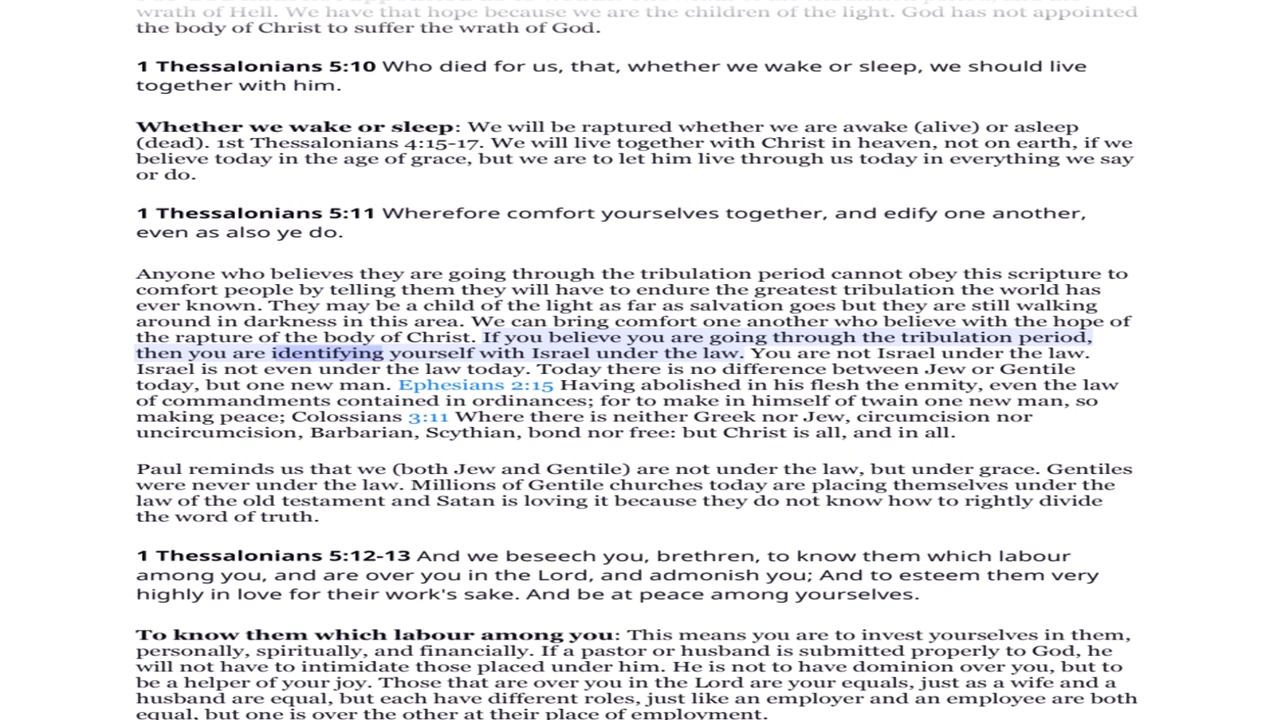 wrath of Hell. We have that hope because we are the children of the light. God has not appointed
the body of Christ to suffer the wrath of God.
1 Thessalonians 5:10 Who died for us, that, whether we wake or sleep, we should live
together with him.
Whether we wake or sleep: We will be raptured whether we are awake (alive) or asleep
(dead). 1st Thessalonians 4:15-17. We will live together with Christ in heaven, not on earth, if we
believe today in the age of grace, but we are to let him live through us today in everything we say
or do.
1 Thessalonians 5:11 Wherefore comfort yourselves together, and edify one another,
even as also ye do.
Anyone who believes they are going through the tribulation period cannot obey this scripture to
comfort people by telling them they will have to endure the greatest tribulation the world has
ever known. They may be a child of the light as far as salvation goes but they are still walking
around in darkness in this area. We can bring comfort one another who believe with the hope of
the rapture of the body of Christ. If you believe you are going through the tribulation period,
then you are identifying yourself with Israel under the law. You are not Israel under the law.
Israel is not even under the law today. Today there is no difference between Jew or Gentile
today, but one new man. Ephesians 2:15 Having abolished in his flesh the enmity, even the law
of commandments contained in ordinances; for to make in himself of twain one new man, so
making peace; Colossians 3:11 Where there is neither Greek nor Jew, circumcision nor
uncircumcision, Barbarian, Scythian, bond nor free: but Christ is all, and in all.
Paul reminds us that we (both Jew and Gentile) are not under the law, but under grace. Gentiles
were never under the law. Millions of Gentile churches today are placing themselves under the
law of the old testament and Satan is loving it because they do not know how to rightly divide
the word of truth.
1 Thessalonians 5:12-13 And we beseech you, brethren, to know them which labour
among you, and are over you in the Lord, and admonish you; And to esteem them very
highly in love for their work's sake. And be at peace among yourselves.
To know them which labour among you: This means you are to invest yourselves in them,
personally, spiritually, and financially. If a pastor or husband is submitted properly to God, he
will not have to intimidate those placed under him. He is not to have dominion over you, but to
be a helper of your joy. Those that are over you in the Lord are your equals, just as a wife and a
husband are equal, but each have different roles, just like an employer and an employee are both
equal, but one is over the other at their place of employment.